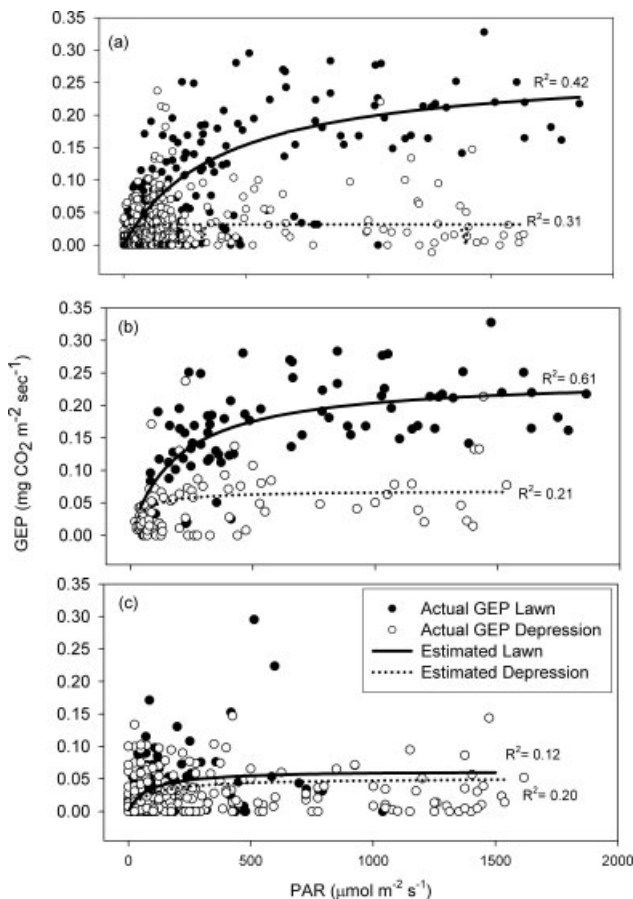 0.35
(a)
0.30
0.25
R²= 0.42
0.20
0.15
0.10
0.05
R²= 0.31
0.00
0.35
(b)
0.30
0.25
R²= 0.61
0.20
0.15
0.10
R²= 0.21
0.05
0.00
GEP (mg CO₂ m⁻² sec⁻¹)
0.35
(c)
0.30
0.25
0.20
0.15
0.10
0.05
0.00
Actual GEP Lawn
Actual GEP Depression
Estimated Lawn
Estimated Depression
R²= 0.12
R²= 0.20
0 500 1000 1500 2000
PAR (μmol m⁻² s⁻¹)